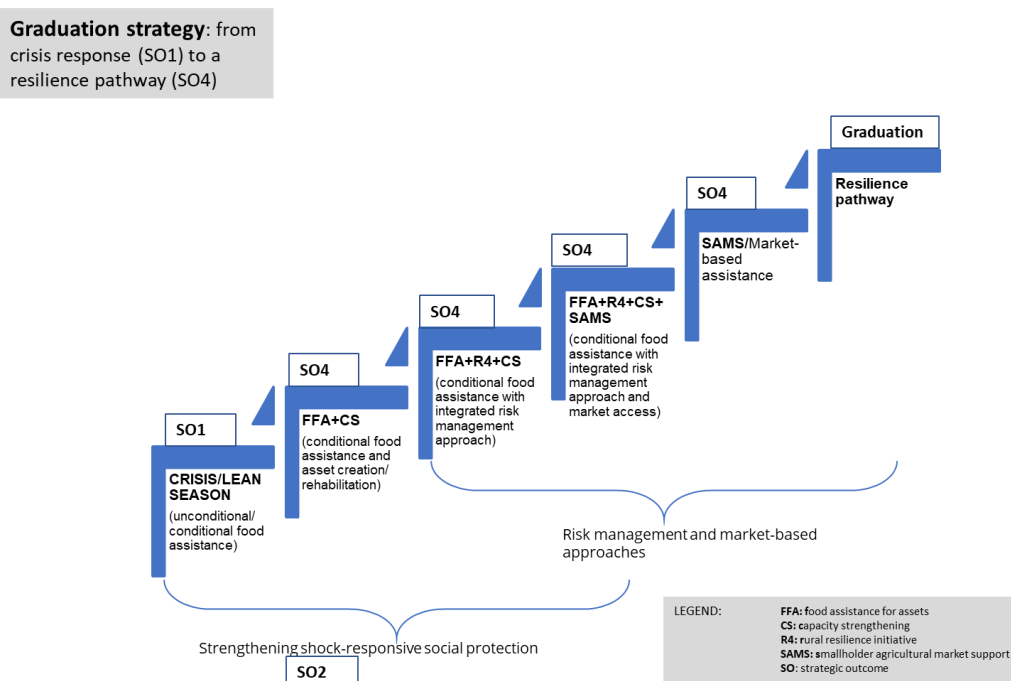 Graduation strategy: from
crisis response (SO1) to a
resilience pathway (SO4)
Graduation
Resilience
pathway
SO4
SAMS/Market-
based
assistance
SO4
FFA+R4+CS+
SAMS
(conditional food
assistance with
integrated risk
management
approach and
market access)
SO4
FFA+R4+CS
(conditional food
assistance with
integrated risk
management
approach)
SO4
FFA+CS
(conditional food
assistance and
asset creation/
rehabilitation)
SO1
CRISIS/LEAN
SEASON
(unconditional/
conditional food
assistance)
Risk management and market-based
approaches
Strengthening shock-responsive social protection
SO2
LEGEND:
FFA: food assistance for assets
CS: capacity strengthening
R4: rural resilience initiative
SAMS: smallholder agricultural market support
SO: strategic outcome